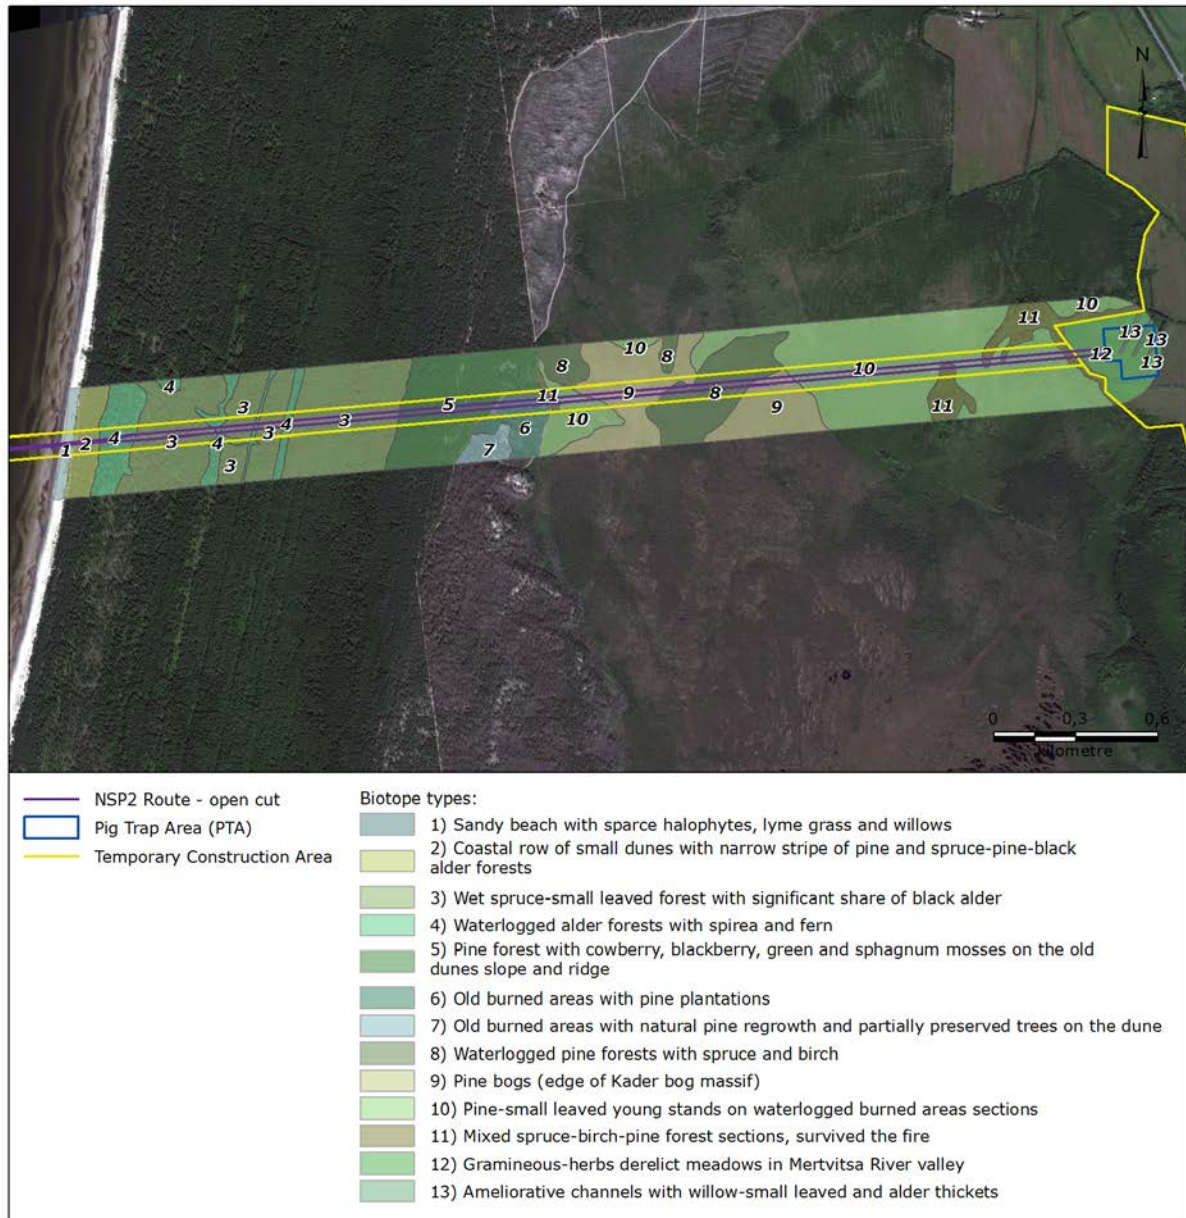 N
10
11
13
13
12
13
10
8
8
10
11
9
8
9
11
10
4
3
5
3
4
6
7
2
4
3
4
3
1
3
0 0,3 0,6
kilometre
NSP2 Route - open cut
Pig Trap Area (PTA)
Temporary Construction Area
Biotope types:
1) Sandy beach with sparce halophytes, lyme grass and willows
2) Coastal row of small dunes with narrow stripe of pine and spruce-pine-black
alder forests
3) Wet spruce-small leaved forest with significant share of black alder
4) Waterlogged alder forests with spirea and fern
5) Pine forest with cowberry, blackberry, green and sphagnum mosses on the old
dunes slope and ridge
6) Old burned areas with pine plantations
7) Old burned areas with natural pine regrowth and partially preserved trees on the dune
8) Waterlogged pine forests with spruce and birch
9) Pine bogs (edge of Kader bog massif)
10) Pine-small leaved young stands on waterlogged burned areas sections
11) Mixed spruce-birch-pine forest sections, survived the fire
12) Gramineous-herbs derelict meadows in Mertvitsa River valley
13) Ameliorative channels with willow-small leaved and alder thickets